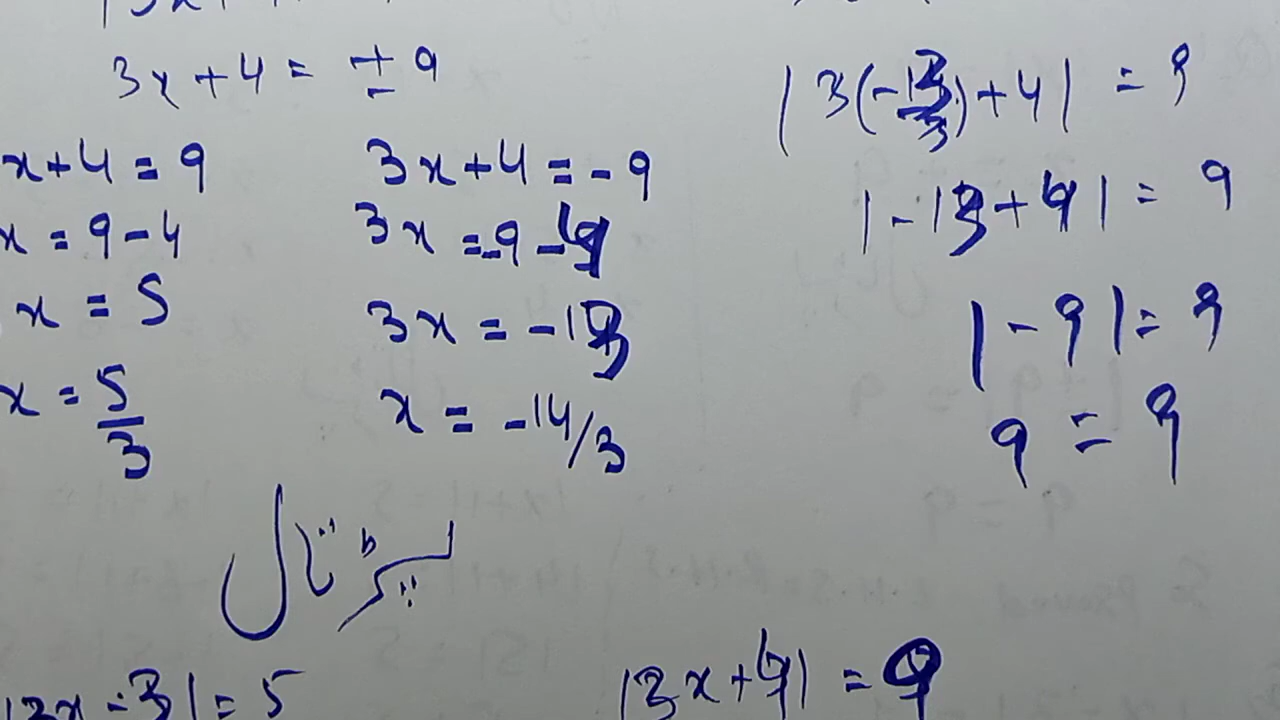 3x+4 = ± 9
x+4 = 9
x = 9-4
x = 5
x = 5/3
3x+4 = -9
3x = -9-4
3x = -13
x = -14/3
پڑتال
|3x+4| = 9
|3(-13/3)+4| = 9
|-13+4| = 9
|-9| = 9
9 = 9